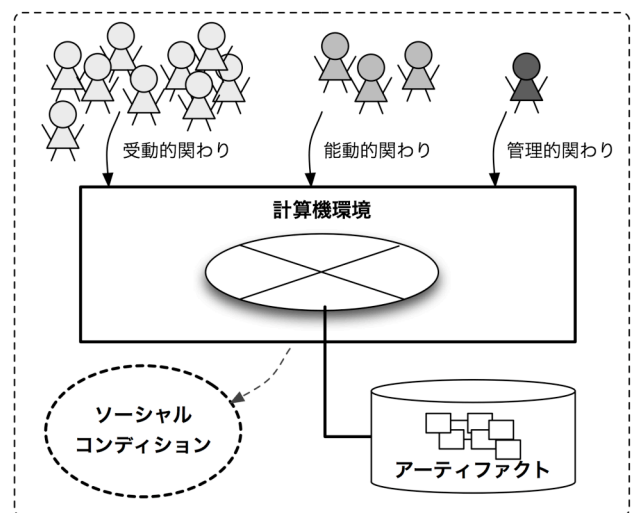 受動的関わり
能動的関わり
管理的関わり
計算機環境
ソーシャル
コンディション
アーティファクト